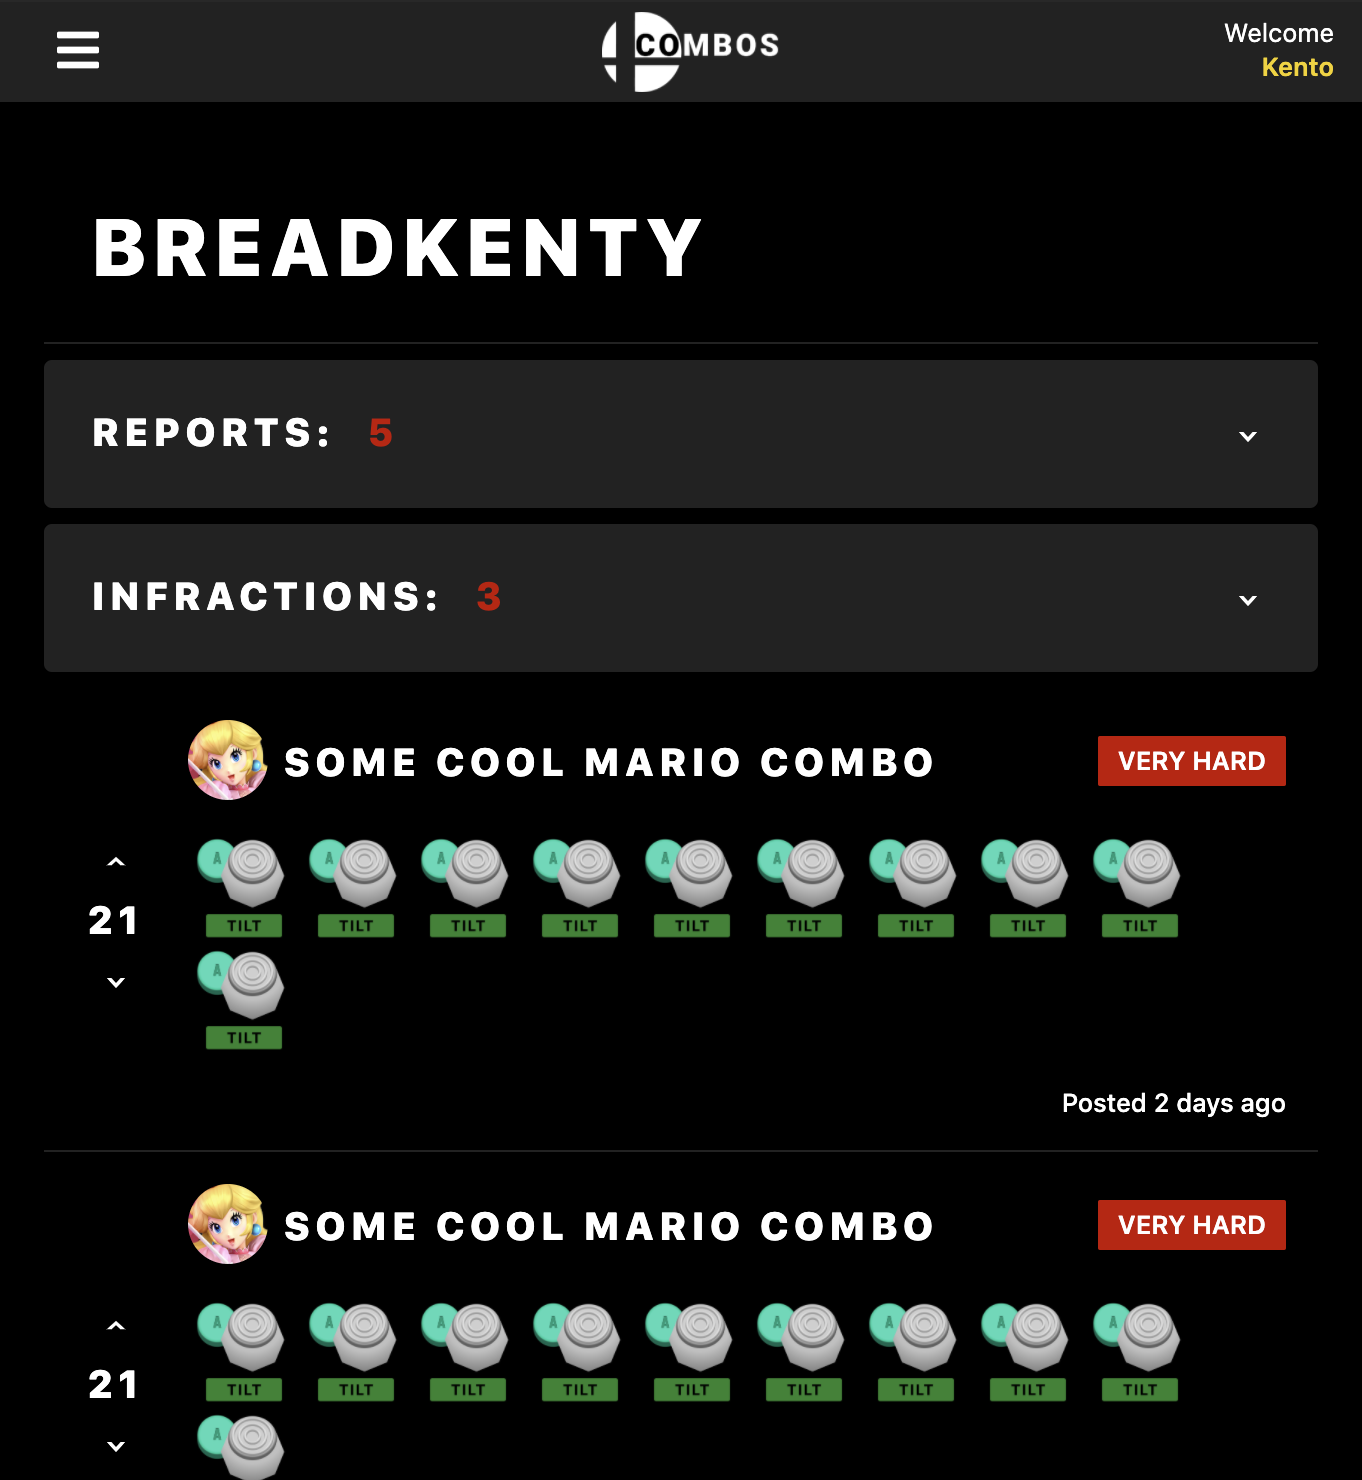 COMBOS
Welcome
Kento
BREADKENTY
REPORTS: 5
INFRACTIONS: 3
SOME COOL MARIO COMBO
VERY HARD
A A A A A A A A A
21
TILT TILT TILT TILT TILT TILT TILT TILT TILT
A
TILT
Posted 2 days ago
SOME COOL MARIO COMBO
VERY HARD
A A A A A A A A A
21
TILT TILT TILT TILT TILT TILT TILT TILT TILT
A